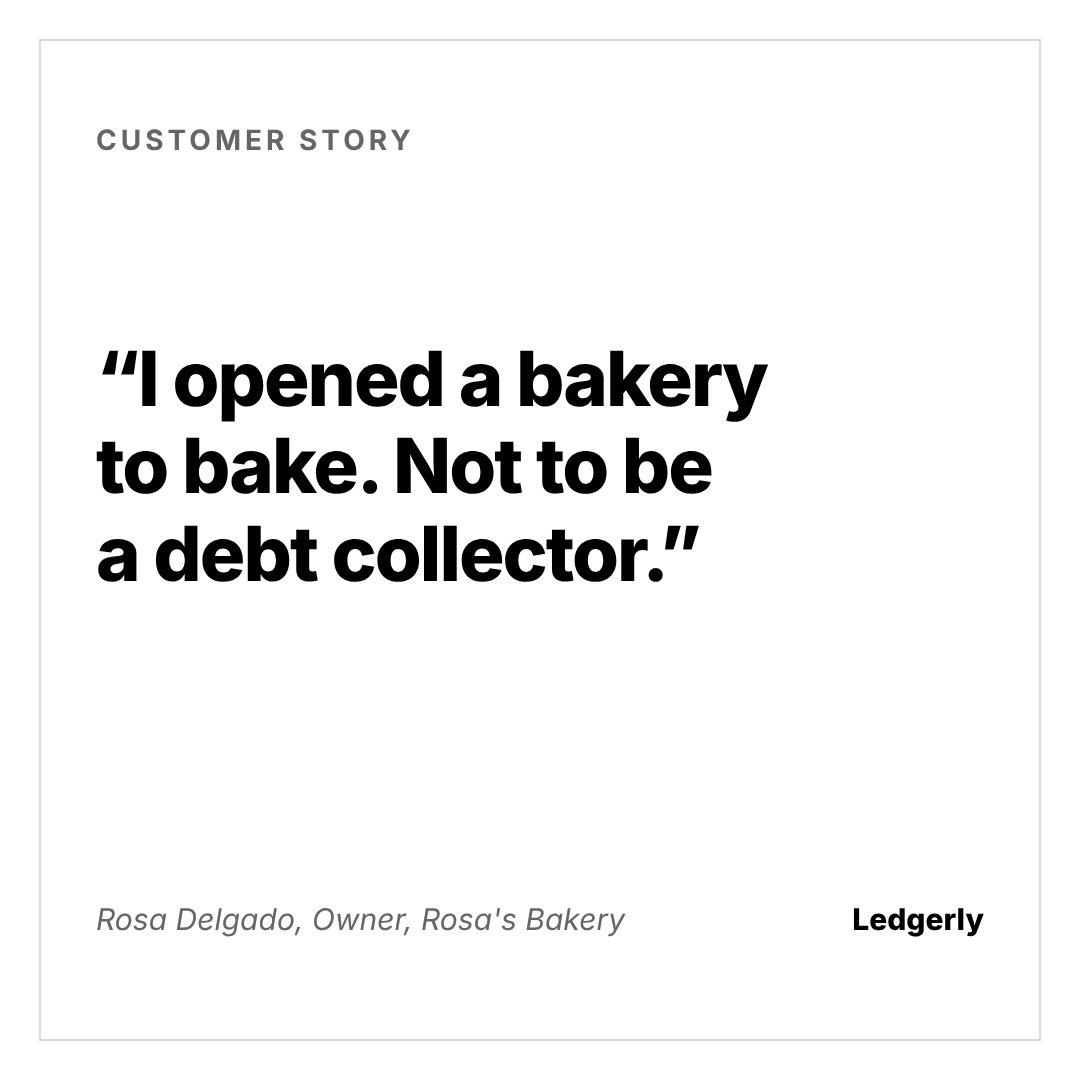 CUSTOMER STORY
“I opened a bakery
to bake. Not to be
a debt collector.”
Rosa Delgado, Owner, Rosa's Bakery
Ledgerly